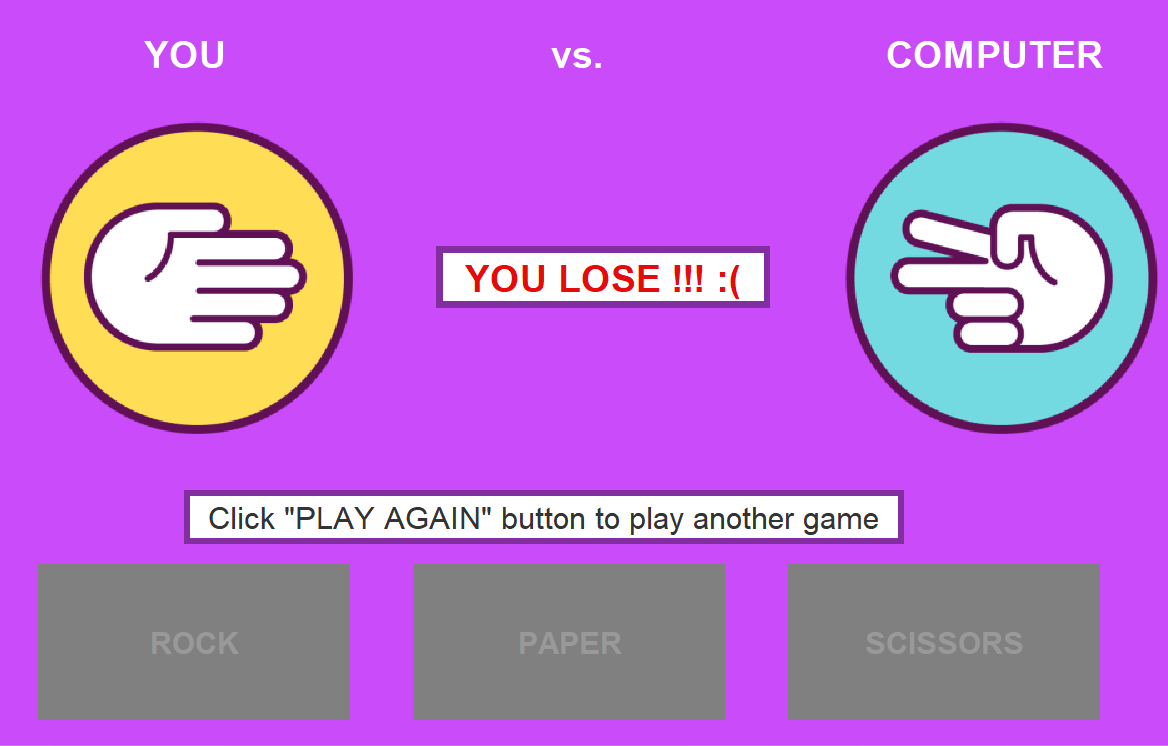 YOU vs. COMPUTER
YOU LOSE !!! :(
Click "PLAY AGAIN" button to play another game
ROCK PAPER SCISSORS